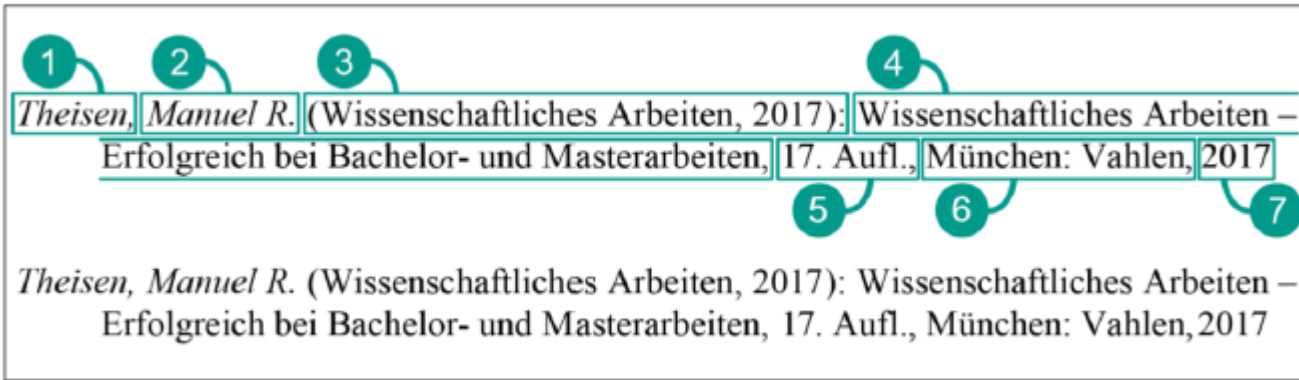 1 2 3 4
Theisen, Manuel R. (Wissenschaftliches Arbeiten, 2017): Wissenschaftliches Arbeiten –
Erfolgreich bei Bachelor- und Masterarbeiten, 17. Aufl., München: Vahlen, 2017
5 6 7
Theisen, Manuel R. (Wissenschaftliches Arbeiten, 2017): Wissenschaftliches Arbeiten –
Erfolgreich bei Bachelor- und Masterarbeiten, 17. Aufl., München: Vahlen, 2017